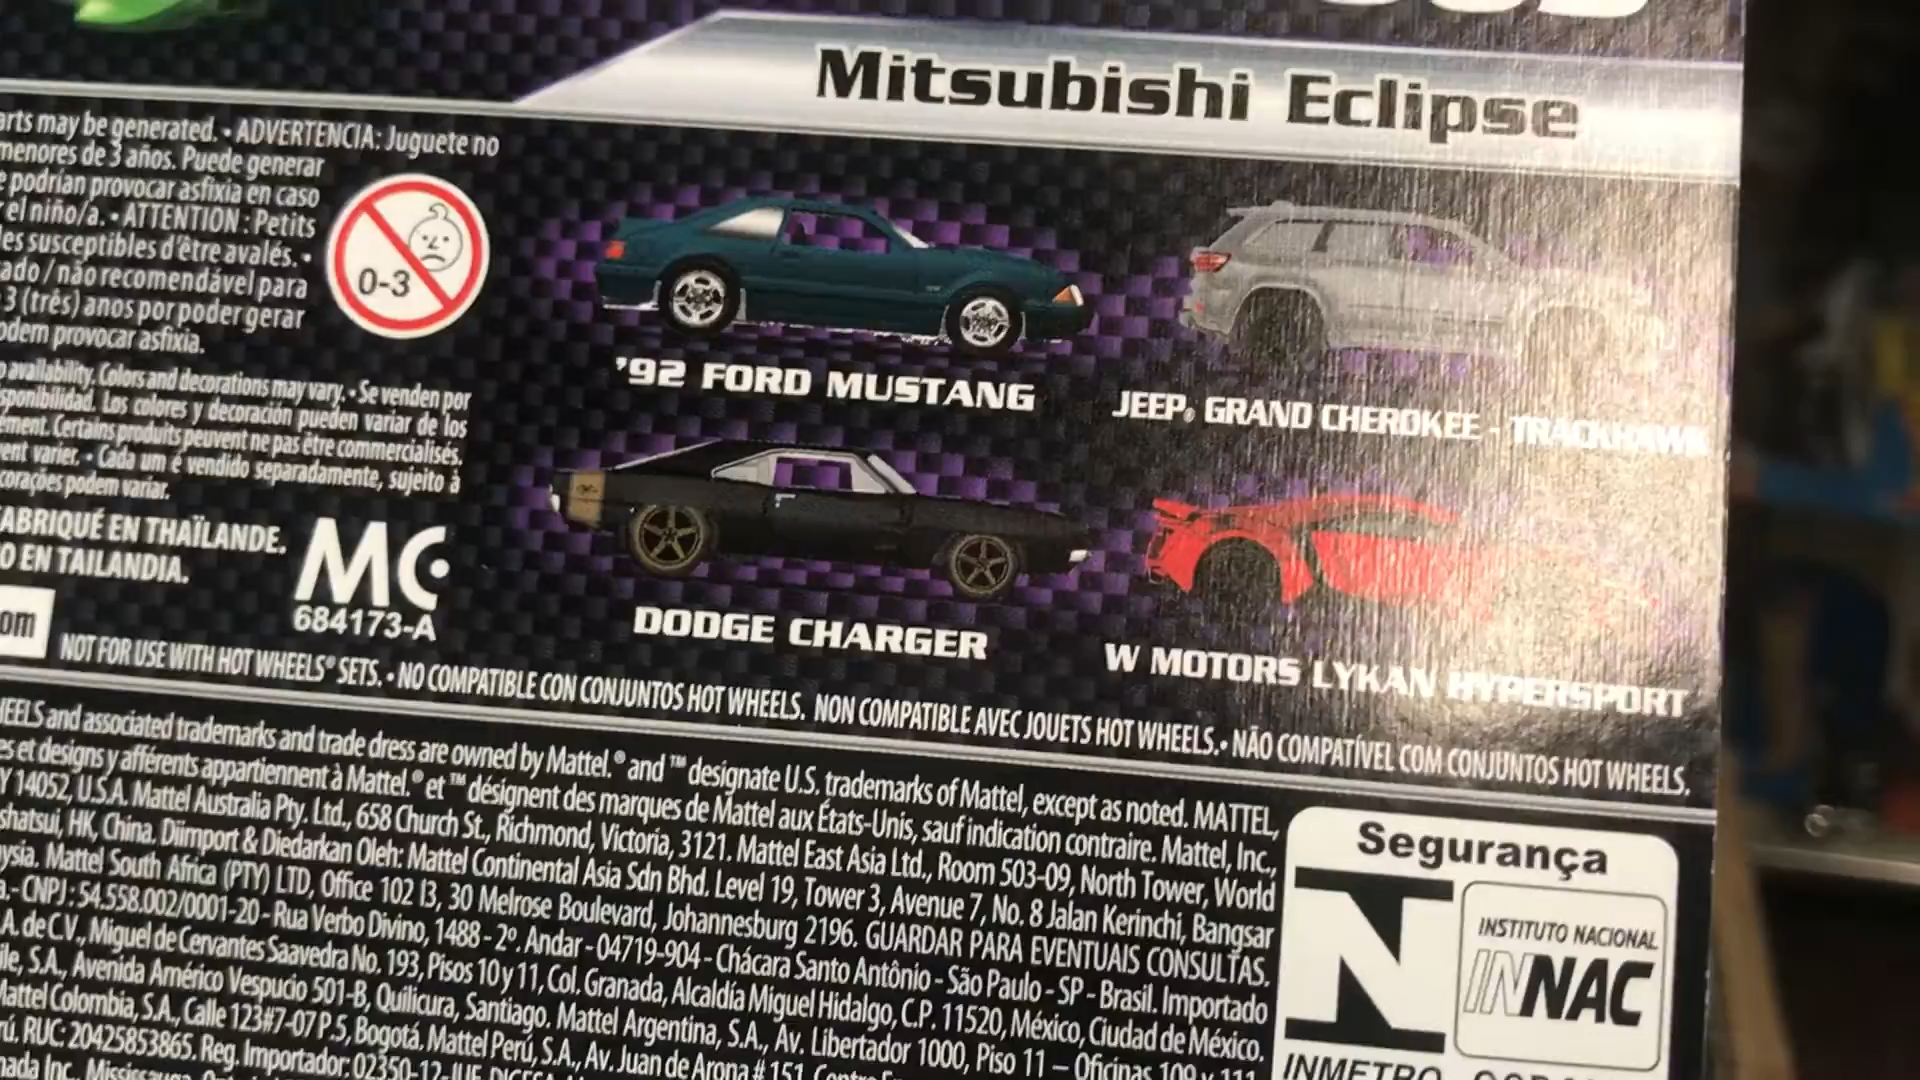 Mitsubishi Eclipse
arts may be generated. • ADVERTENCIA: Juguete no
menores de 3 años. Puede generar
podrían provocar asfixia en caso
el niño/a. • ATTENTION : Petits
les susceptibles d'être avalés. •
ado / não recomendável para
3 (três) anos por poder gerar
odem provocar asfixia.
0-3
'92 FORD MUSTANG
JEEP® GRAND CHEROKEE - TRACKHAWK
availability. Colors and decorations may vary. • Se venden por
sponibilidad. Los colores y decoración pueden variar de los
ement. Certains produits peuvent ne pas être commercialisés.
vent varier. • Cada um é vendido separadamente, sujeito à
corações podem variar.
FABRIQUÉ EN THAÏLANDE.
O EN TAILANDIA.
MC
684173-A
om
DODGE CHARGER
W MOTORS LYKAN HYPERSPORT
NOT FOR USE WITH HOT WHEELS® SETS. • NO COMPATIBLE CON CONJUNTOS HOT WHEELS. NON COMPATIBLE AVEC JOUETS HOT WHEELS. • NÃO COMPATÍVEL COM CONJUNTOS HOT WHEELS.
HEELS and associated trademarks and trade dress are owned by Mattel.® and ™ designate U.S. trademarks of Mattel, except as noted. MATTEL,
es et designs y afférents appartiennent à Mattel.® et ™ désignent des marques de Mattel aux États-Unis, sauf indication contraire. Mattel, Inc.,
Y 14052, U.S.A. Mattel Australia Pty. Ltd., 658 Church St., Richmond, Victoria, 3121. Mattel East Asia Ltd., Room 503-09, North Tower, World
shatsui, HK, China. Diimport & Diedarkan Oleh: Mattel Continental Asia Sdn Bhd. Level 19, Tower 3, Avenue 7, No. 8 Jalan Kerinchi, Bangsar
aysia. Mattel South Africa (PTY) LTD, Office 102 I3, 30 Melrose Boulevard, Johannesburg 2196. GUARDAR PARA EVENTUAIS CONSULTAS.
a.- CNPJ : 54.558.002/0001-20 - Rua Verbo Divino, 1488 - 2º. Andar - 04719-904 - Chácara Santo Antônio - São Paulo - SP - Brasil. Importado
A. de C.V., Miguel de Cervantes Saavedra No. 193, Pisos 10 y 11, Col. Granada, Alcaldía Miguel Hidalgo, C.P. 11520, México, Ciudad de México.
ile, S.A., Avenida Américo Vespucio 501-B, Quilicura, Santiago. Mattel Argentina, S.A., Av. Libertador 1000, Piso 11 – Oficinas 109 y 111
Mattel Colombia, S.A., Calle 123#7-07 P.5, Bogotá. Mattel Perú, S.A., Av. Juan de Arona # 151
rú. RUC: 20425853865. Reg. Importador: 02350-12
Segurança
INSTITUTO NACIONAL
INNAC
INMETRO